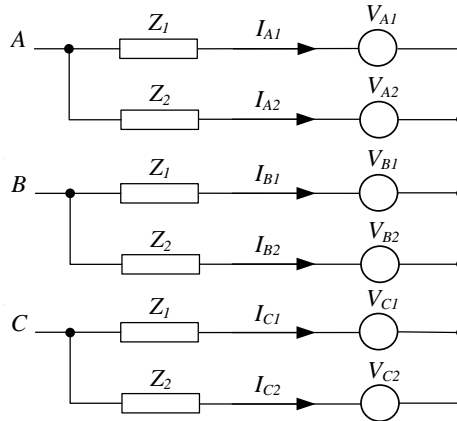 A Z1 IA1 VA1
Z2 IA2 VA2
B Z1 IB1 VB1
Z2 IB2 VB2
C Z1 IC1 VC1
Z2 IC2 VC2